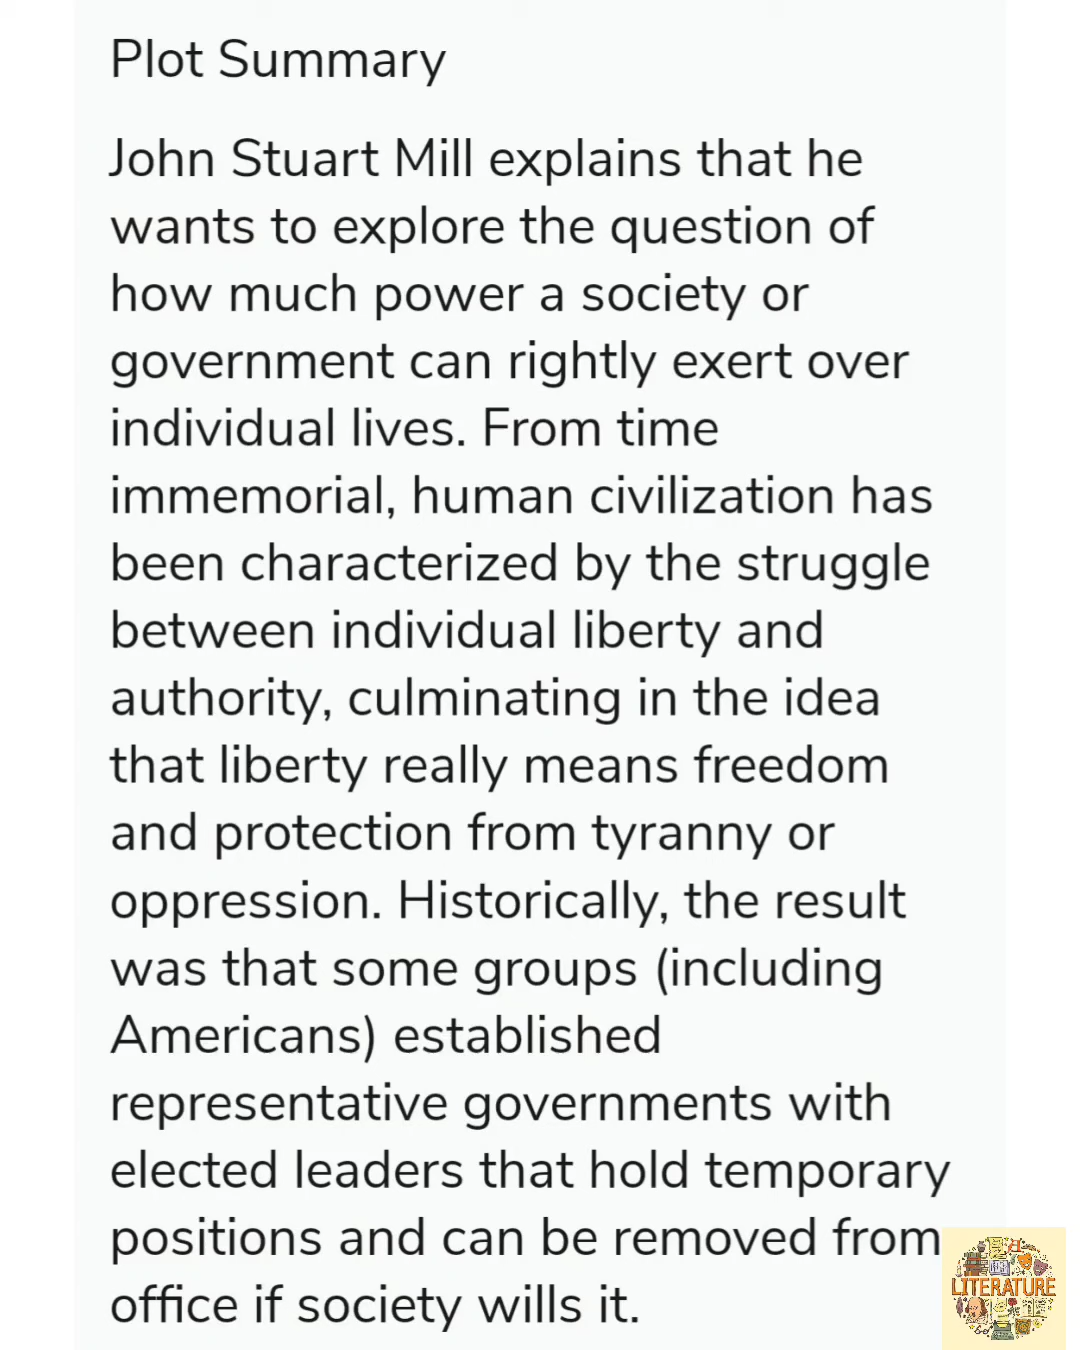 Plot Summary
John Stuart Mill explains that he
wants to explore the question of
how much power a society or
government can rightly exert over
individual lives. From time
immemorial, human civilization has
been characterized by the struggle
between individual liberty and
authority, culminating in the idea
that liberty really means freedom
and protection from tyranny or
oppression. Historically, the result
was that some groups (including
Americans) established
representative governments with
elected leaders that hold temporary
positions and can be removed from
office if society wills it.
LITERATURE